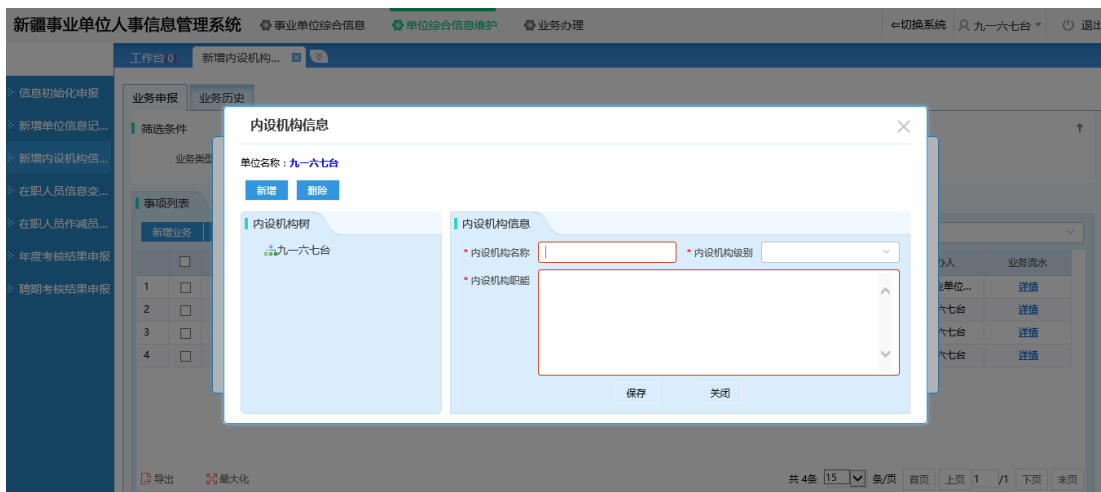 新疆事业单位人事信息管理系统 事业单位综合信息 单位综合信息维护 业务办理 切换系统 九一六七台 退出
工作台(0) 新增内设机构...
信息初始化申报
新增单位信息记...
新增内设机构信...
在职人员信息变...
在职人员作减员...
年度考核结果申报
聘期考核结果申报
业务申报 业务历史
筛选条件
业务类型
事项列表
新增业务
业务流水
1 详情
2 六七台 详情
3 六七台 详情
4 六七台 详情
内设机构信息
单位名称：九一六七台
新增 删除
内设机构树
九一六七台
内设机构信息
*内设机构名称 *内设机构级别
*内设机构职能
保存 关闭
导出 最大化 共4条 15 条/页 首页 上页 1 /1 下页 末页